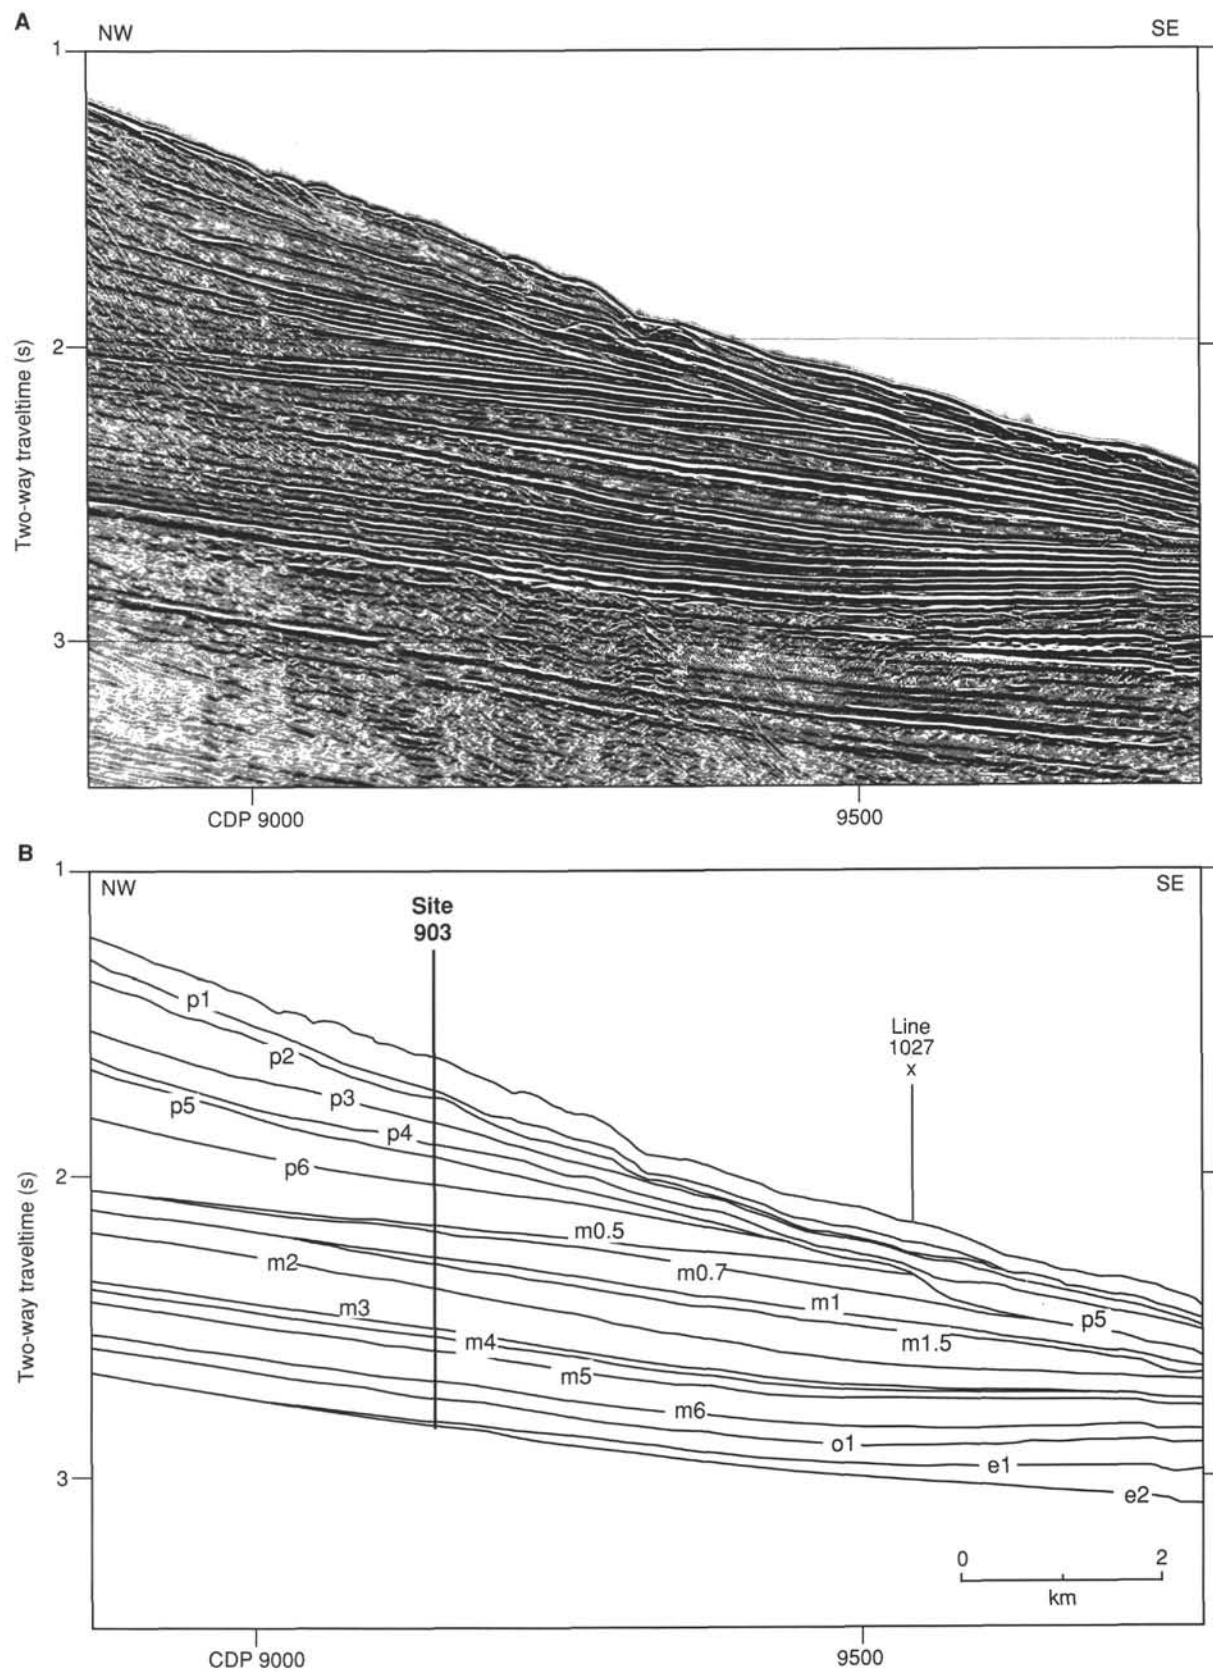 A
NW
SE
1
2
3
Two-way traveltime (s)
CDP 9000
9500
B
1
NW
SE
Site
903
p1
Line
1027
x
p2
p3
p5
p4
p6
2
m0.5
m2
m0.7
m3
m1
p5
m4
m1.5
m5
m6
o1
e1
3
e2
Two-way traveltime (s)
0
2
km
CDP 9000
9500